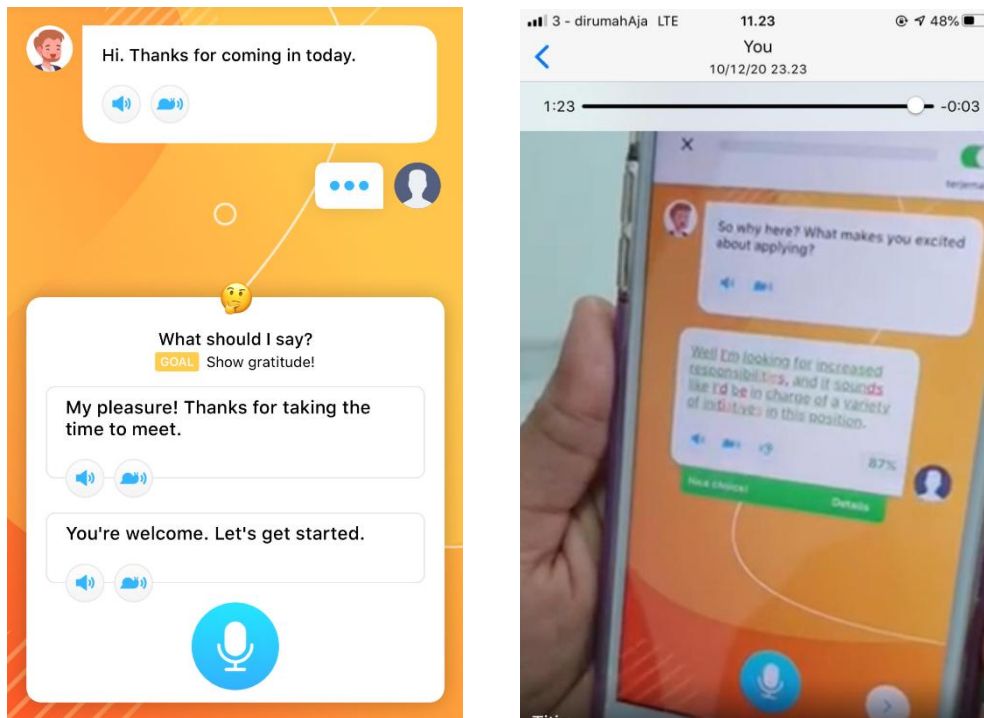 Hi. Thanks for coming in today.
What should I say?
GOAL Show gratitude!
My pleasure! Thanks for taking the
time to meet.
You're welcome. Let's get started.
3 - dirumahAja LTE 11.23 48%
You
10/12/20 23.23
1:23 -0:03
So why here? What makes you excited
about applying?
Well I'm looking for increased
responsibilities, and it sounds
like I'd be in charge of a variety
of initiatives in this position.
87%
Nice choice! Details